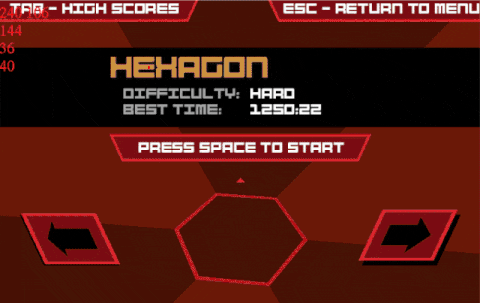 TAB - HIGH SCORES
ESC - RETURN TO MENU
144
36
40
HEXAGON
DIFFICULTY: HARD
BEST TIME: 1250:22
PRESS SPACE TO START